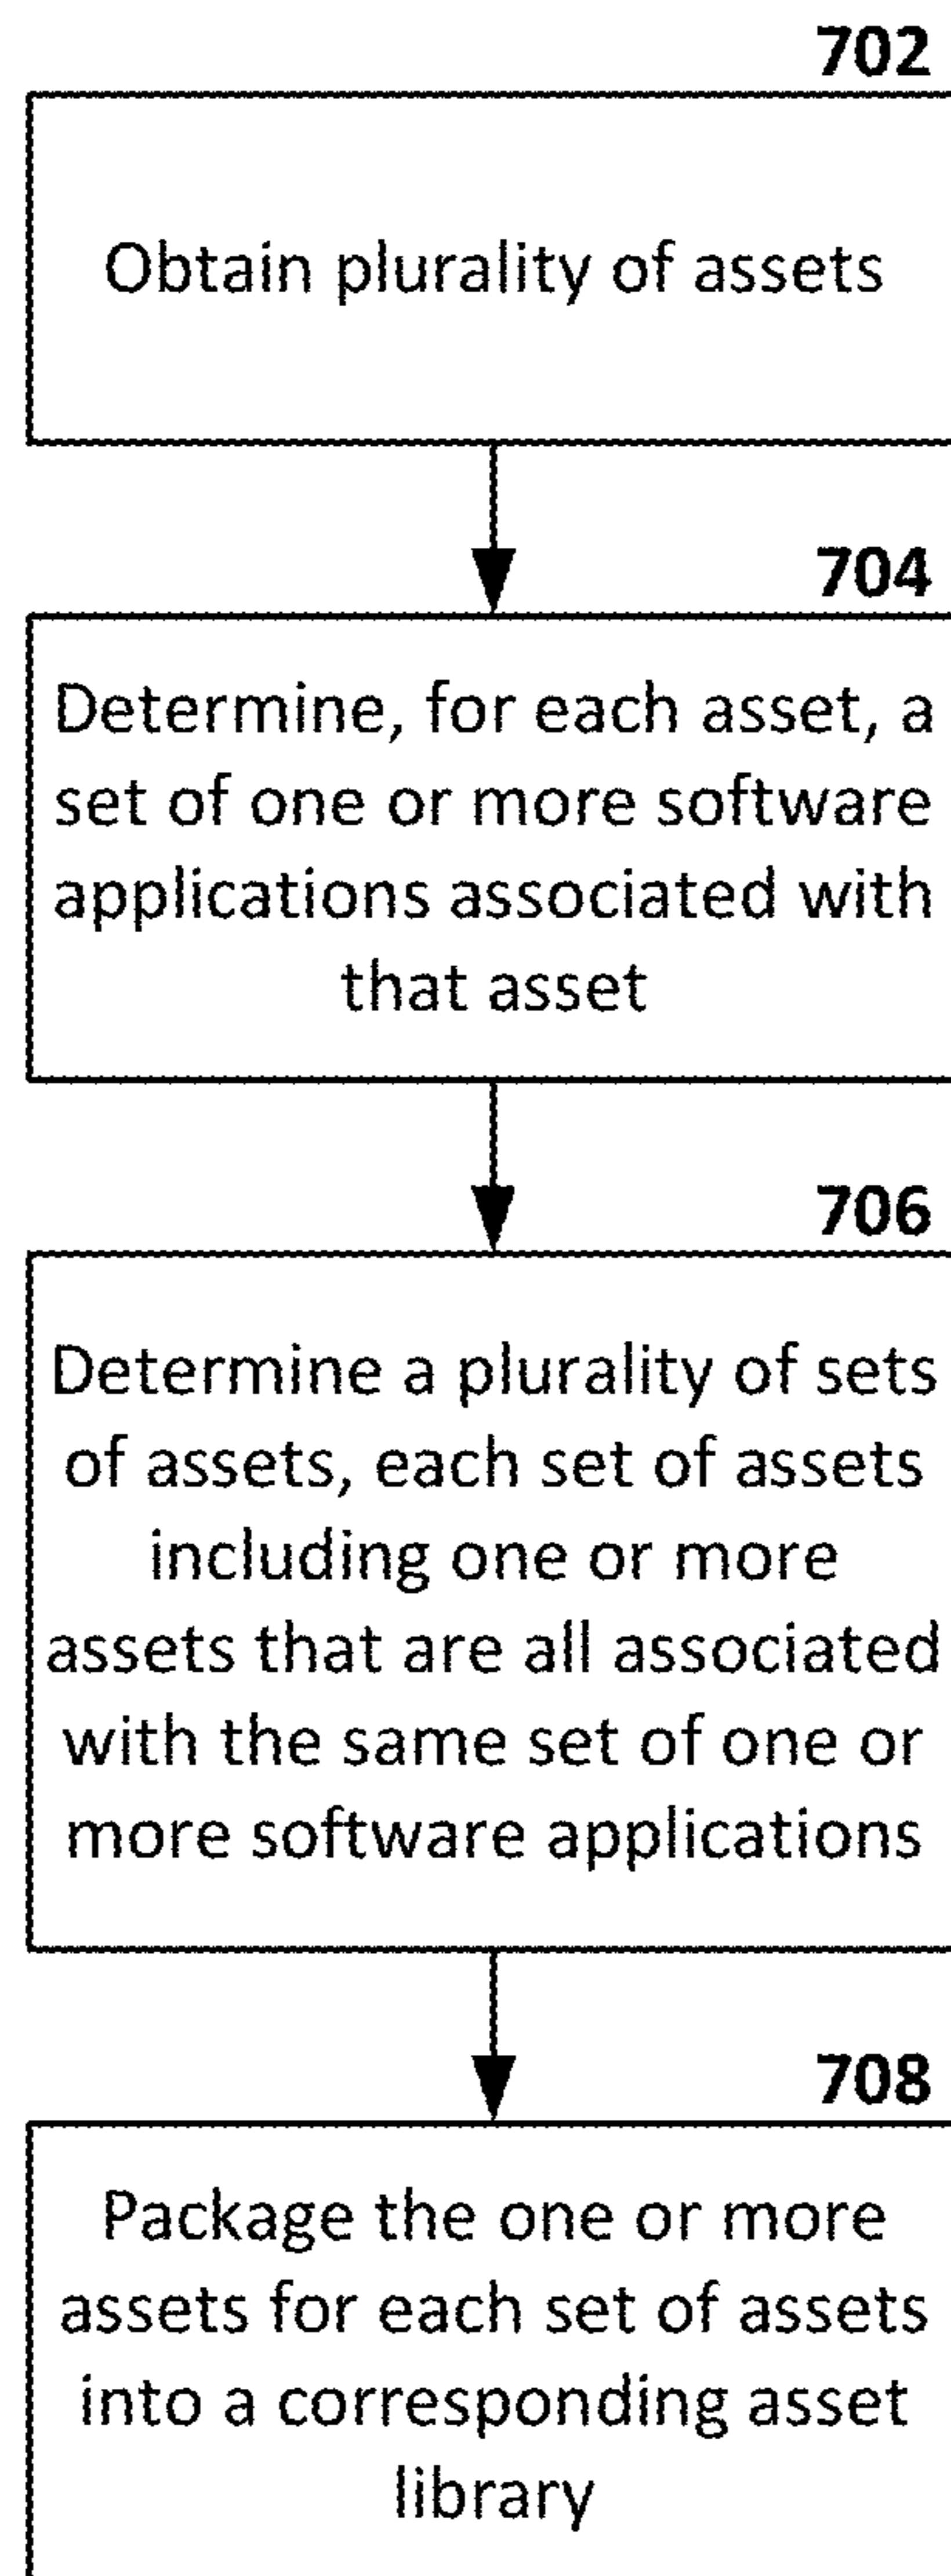 702
Obtain plurality of assets
704
Determine, for each asset, a
set of one or more software
applications associated with
that asset
706
Determine a plurality of sets
of assets, each set of assets
including one or more
assets that are all associated
with the same set of one or
more software applications
708
Package the one or more
assets for each set of assets
into a corresponding asset
library